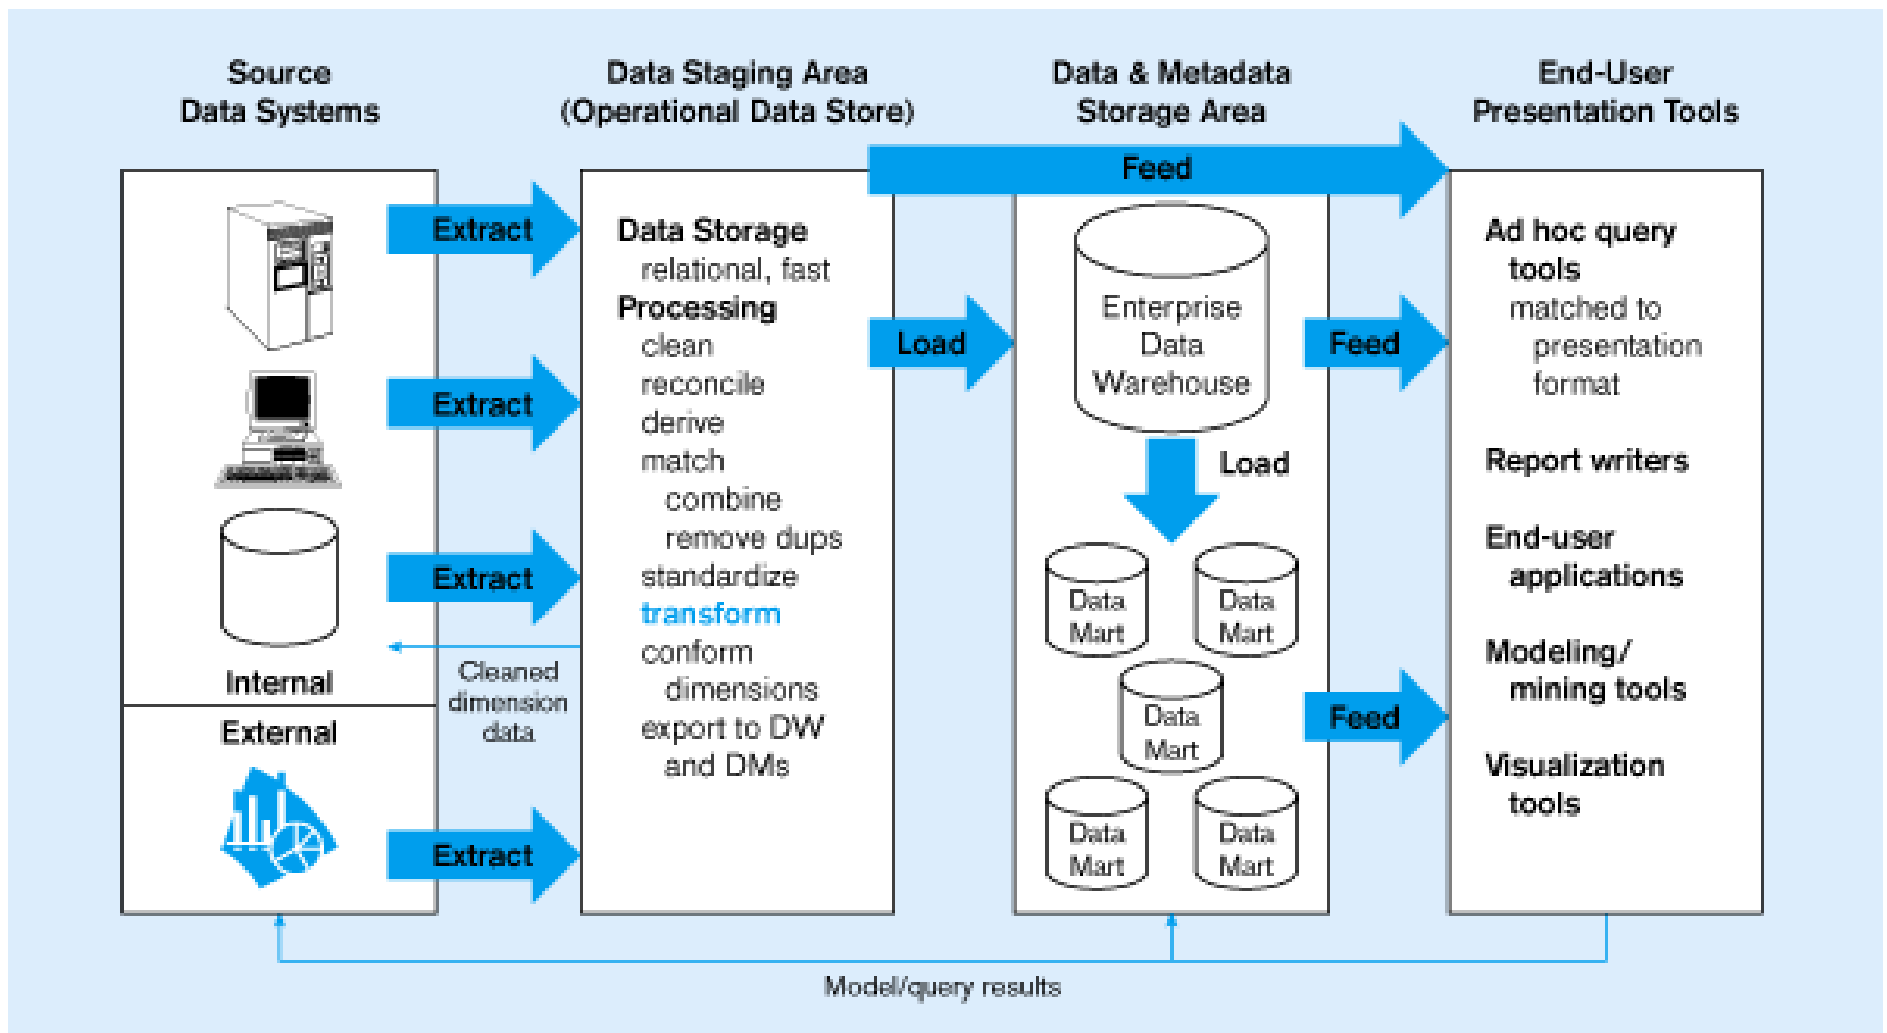 Source
Data Systems
Data Staging Area
(Operational Data Store)
Data & Metadata
Storage Area
End-User
Presentation Tools
Extract
Extract
Extract
Internal
External
Extract
Cleaned
dimension
data
Data Storage
relational, fast
Processing
clean
reconcile
derive
match
combine
remove dups
standardize
transform
conform
dimensions
export to DW
and DMs
Feed
Load
Enterprise
Data
Warehouse
Load
Data
Mart
Data
Mart
Data
Mart
Data
Mart
Data
Mart
Feed
Feed
Ad hoc query
tools
matched to
presentation
format
Report writers
End-user
applications
Modeling/
mining tools
Visualization
tools
Model/query results